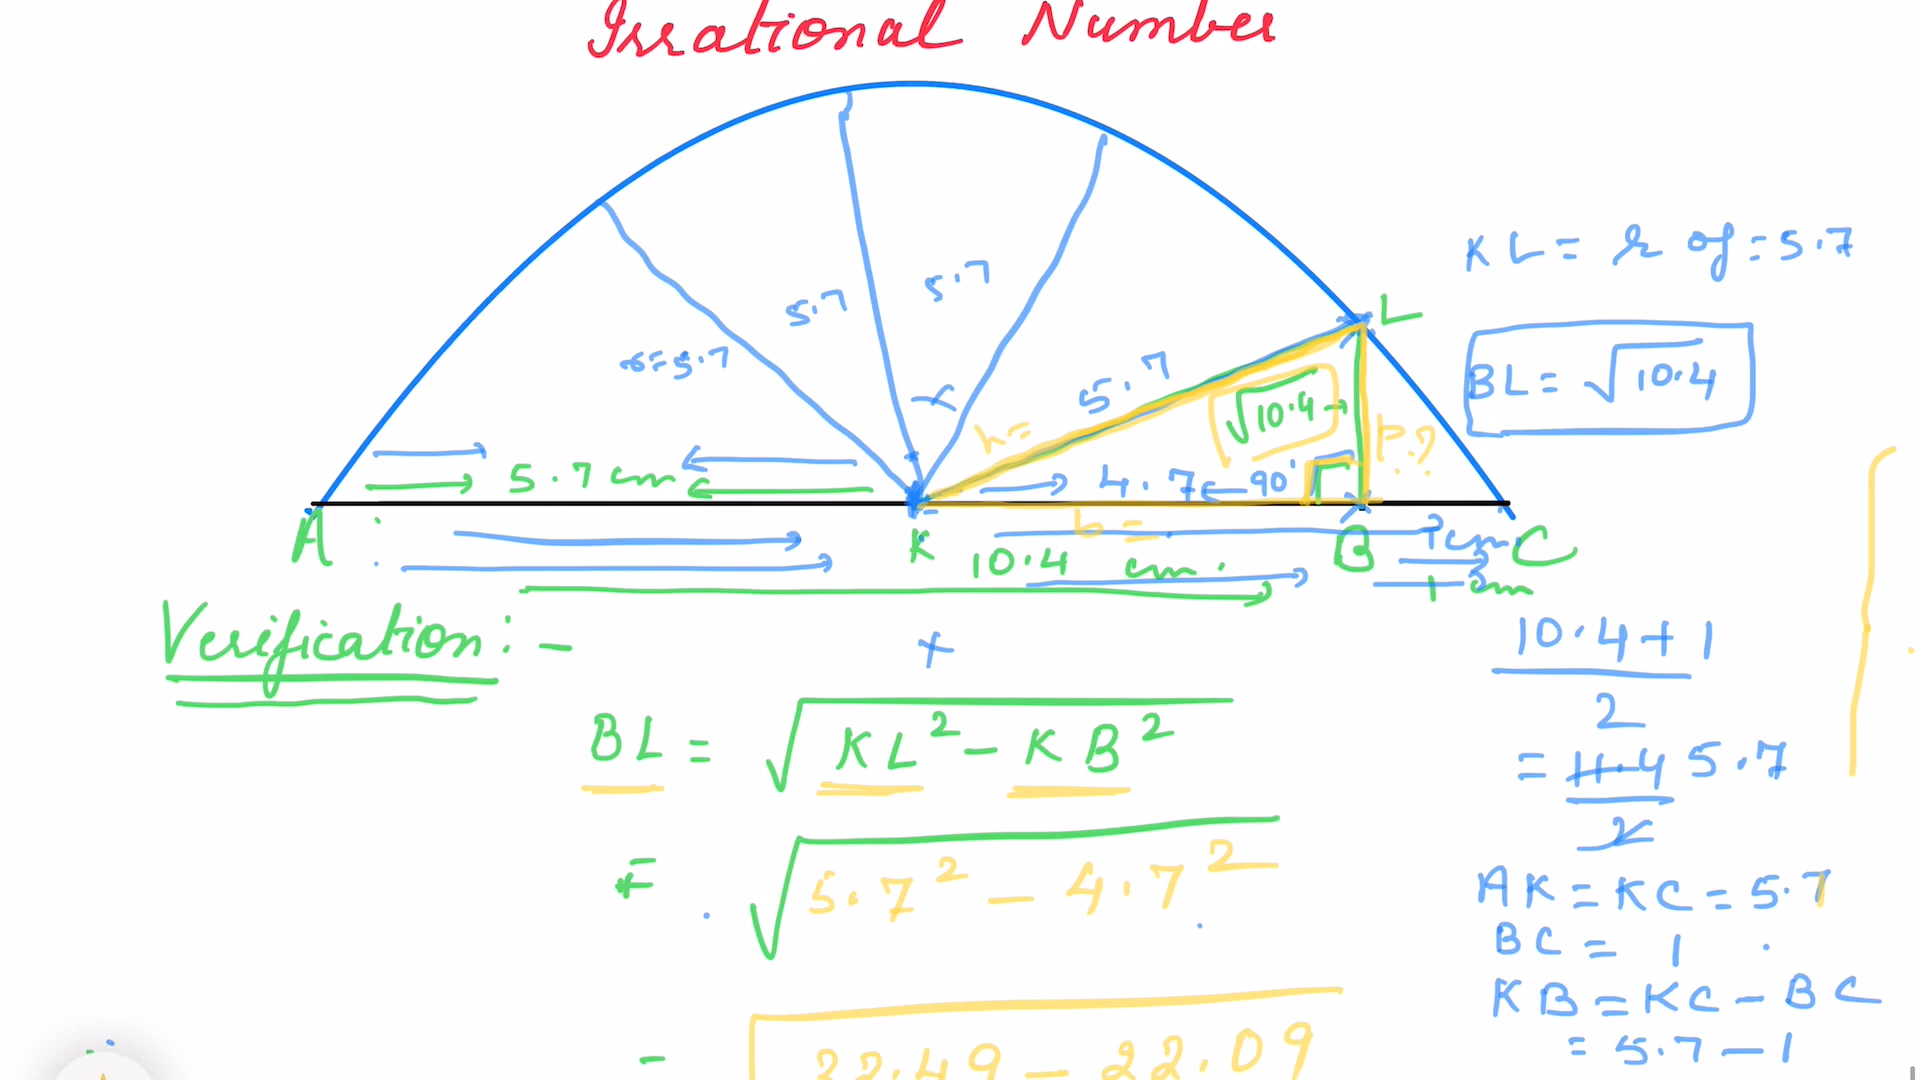 Irrational Number
KL = r of = 5.7
5.7
5.7
r = 5.7
L
BL = √10.4
5.7
√10.4
h =
P = ?
5.7 cm
4.7
90°
b =
A
K
B
C
1 cm
10.4 cm.
1 cm
Verification :-
10.4 + 1
2
= 11.4 5.7
2
BL = √KL² - KB²
= √5.7² - 4.7²
AK = KC = 5.7
BC = 1
KB = KC - BC
= 5.7 - 1
- √32.49 - 22.09